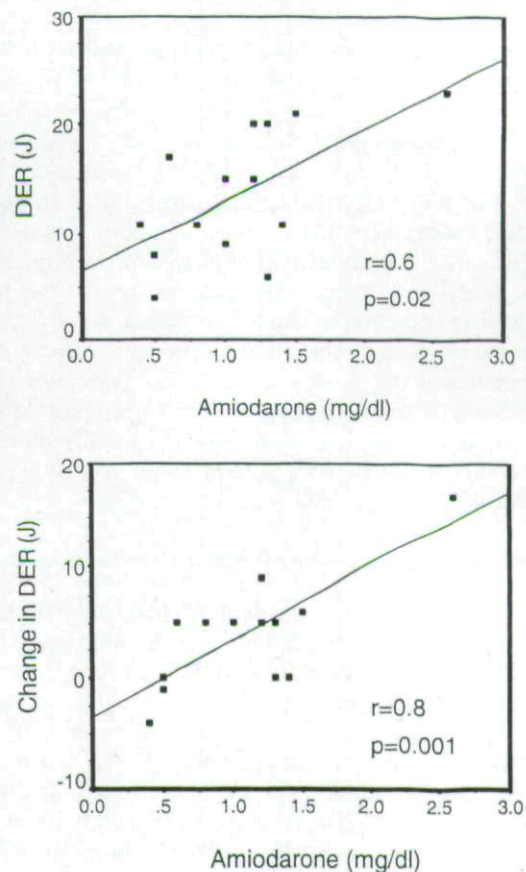 30
20
10
0
DER (J)
r=0.6
p=0.02
0.0 .5 1.0 1.5 2.0 2.5 3.0
Amiodarone (mg/dl)
20
10
0
-10
Change in DER (J)
r=0.8
p=0.001
0.0 .5 1.0 1.5 2.0 2.5 3.0
Amiodarone (mg/dl)